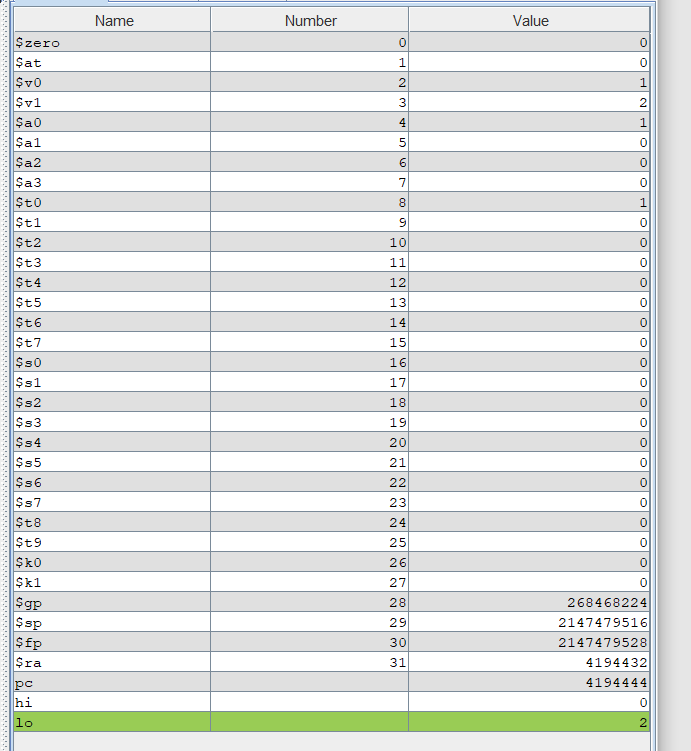 Name Number Value
$zero 0 0
$at 1 0
$v0 2 1
$v1 3 2
$a0 4 1
$a1 5 0
$a2 6 0
$a3 7 0
$t0 8 1
$t1 9 0
$t2 10 0
$t3 11 0
$t4 12 0
$t5 13 0
$t6 14 0
$t7 15 0
$s0 16 0
$s1 17 0
$s2 18 0
$s3 19 0
$s4 20 0
$s5 21 0
$s6 22 0
$s7 23 0
$t8 24 0
$t9 25 0
$k0 26 0
$k1 27 0
$gp 28 268468224
$sp 29 2147479516
$fp 30 2147479528
$ra 31 4194432
pc 4194444
hi 0
lo 2